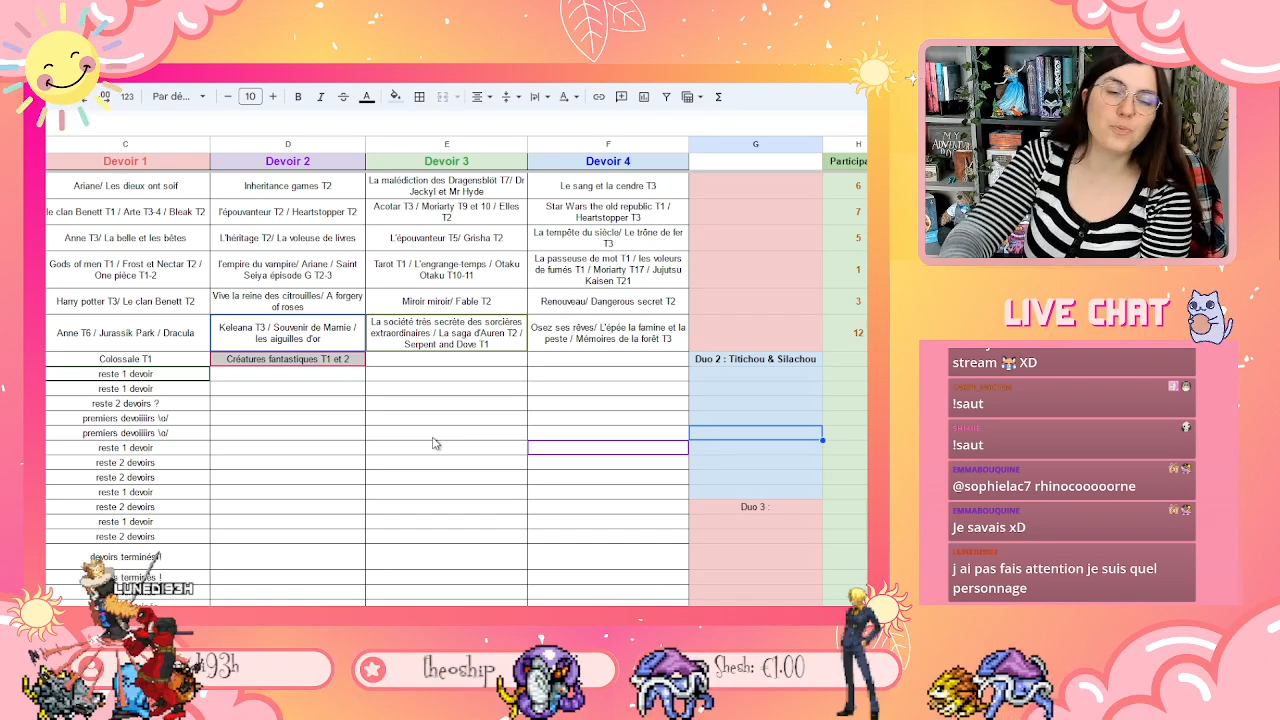 .00 123 Par dé... 10 B I A Σ
C D E F G H
Devoir 1 Devoir 2 Devoir 3 Devoir 4 Participa
Ariane/ Les dieux ont soif
Inheritance games T2
La malédiction des Dragensblöt T7/ Dr
Jeckyl et Mr Hyde
Le sang et la cendre T3
6
le clan Benett T1 / Arte T3-4 / Bleak T2
l'épouvanteur T2 / Heartstopper T2
Acotar T3 / Moriarty T9 et 10 / Elles
T2
Star Wars the old republic T1 /
Heartstopper T3
7
Anne T3/ La belle et les bêtes
L'héritage T2/ La voleuse de livres
L'épouvanteur T5/ Grisha T2
La tempête du siècle/ Le trône de fer
T3
5
Gods of men T1 / Frost et Nectar T2 /
One pièce T1-2
l'empire du vampire/ Ariane / Saint
Seiya épisode G T2-3
Tarot T1 / L'engrange-temps / Otaku
Otaku T10-11
La passeuse de mot T1 / les voleurs
de fumés T1 / Moriarty T17 / Jujutsu
Kaisen T21
1
Harry potter T3/ Le clan Benett T2
Vive la reine des citrouilles/ A forgery
of roses
Miroir miroir/ Fable T2
Renouveau/ Dangerous secret T2
3
Anne T6 / Jurassik Park / Dracula
Keleana T3 / Souvenir de Mamie /
les aiguilles d'or
La société très secrète des sorcières
extraordinaires / La saga d'Auren T2 /
Serpent and Dove T1
Osez ses rêves/ L'épée la famine et la
peste / Mémoires de la forêt T3
12
Colossale T1
Créatures fantastiques T1 et 2
Duo 2 : Titichou & Silachou
reste 1 devoir
reste 1 devoir
reste 2 devoirs ?
premiers devoiiiirs \o/
premiers devoiiiirs \o/
reste 1 devoir
reste 2 devoirs
reste 2 devoirs
reste 1 devoir
reste 2 devoirs
Duo 3 :
reste 1 devoir
reste 2 devoirs
devoirs terminés!!
terminés !
LUNEDI93H
MY
LIVE CHAT
stream XD
!saut
!saut
EMMABOUQUINE
@sophielac7 rhinocooooorne
EMMABOUQUINE
Je savais xD
j ai pas fais attention je suis quel
personnage
di93h
theoship
Shesh: €1.00